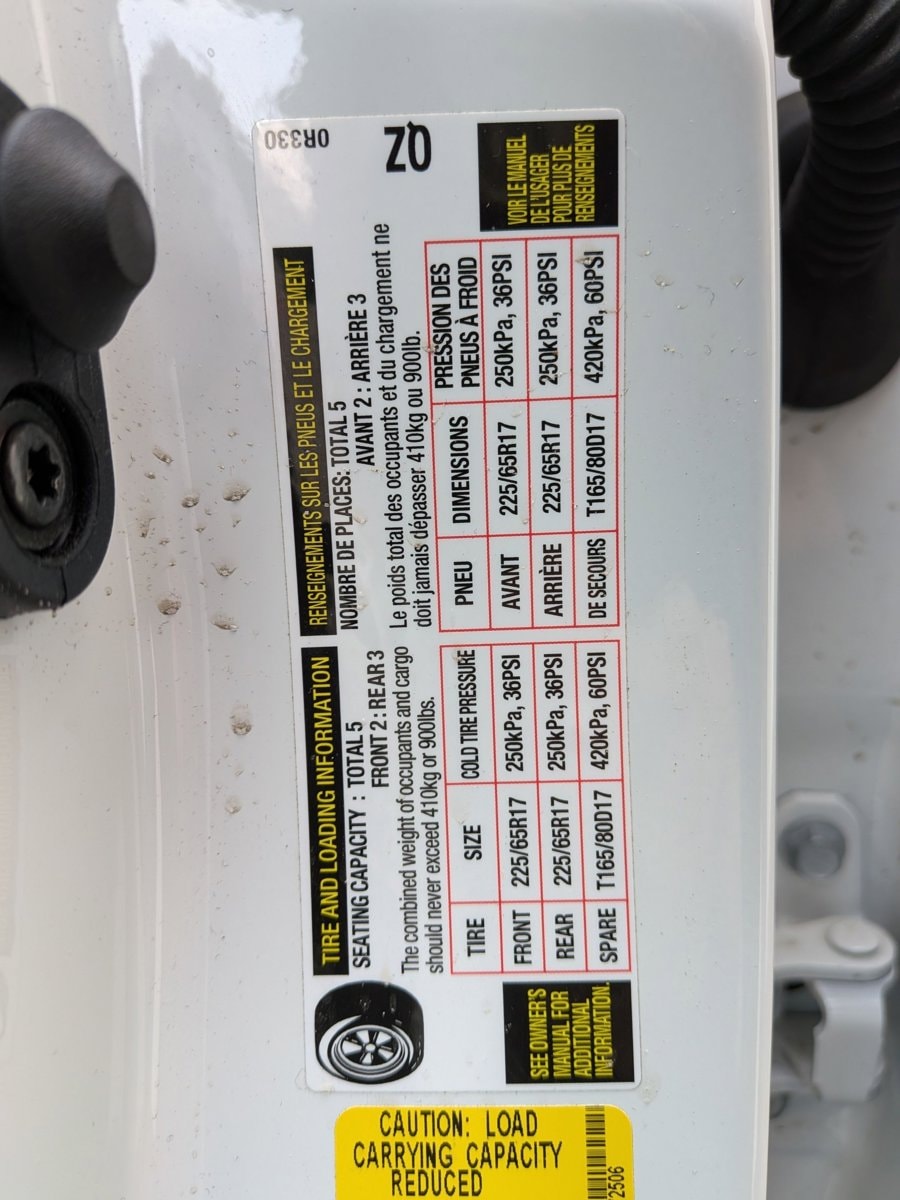 TIRE AND LOADING INFORMATION
SEATING CAPACITY : TOTAL 5
FRONT 2 : REAR 3
The combined weight of occupants and cargo
should never exceed 410kg or 900lbs.
TIRE SIZE COLD TIRE PRESSURE
FRONT 225/65R17 250kPa, 36PSI
REAR 225/65R17 250kPa, 36PSI
SPARE T165/80D17 420kPa, 60PSI
SEE OWNER'S
MANUAL FOR
ADDITIONAL
INFORMATION.
RENSEIGNEMENTS SUR LES PNEUS ET LE CHARGEMENT
NOMBRE DE PLACES: TOTAL 5
AVANT 2 : ARRIÈRE 3
Le poids total des occupants et du chargement ne
doit jamais dépasser 410kg ou 900lb.
PNEU DIMENSIONS PRESSION DES
PNEUS À FROID
AVANT 225/65R17 250kPa, 36PSI
ARRIÈRE 225/65R17 250kPa, 36PSI
DE SECOURS T165/80D17 420kPa, 60PSI
VOIR LE MANUEL
DE L'USAGER
POUR PLUS DE
RENSEIGNEMENTS
0R330
QZ
CAUTION: LOAD
CARRYING CAPACITY
REDUCED
2506